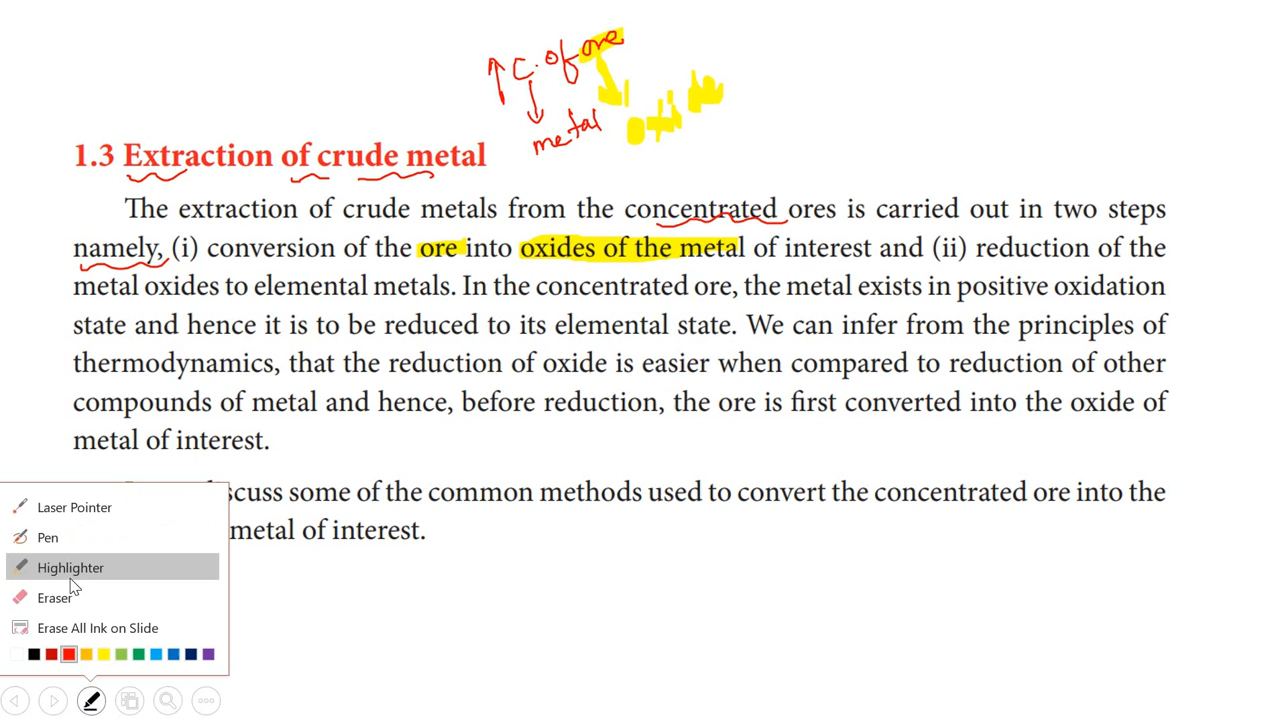 C. of ore
metal
1.3 Extraction of crude metal
The extraction of crude metals from the concentrated ores is carried out in two steps
namely, (i) conversion of the ore into oxides of the metal of interest and (ii) reduction of the
metal oxides to elemental metals. In the concentrated ore, the metal exists in positive oxidation
state and hence it is to be reduced to its elemental state. We can infer from the principles of
thermodynamics, that the reduction of oxide is easier when compared to reduction of other
compounds of metal and hence, before reduction, the ore is first converted into the oxide of
metal of interest.
discuss some of the common methods used to convert the concentrated ore into the
metal of interest.
Laser Pointer
Pen
Highlighter
Eraser
Erase All Ink on Slide